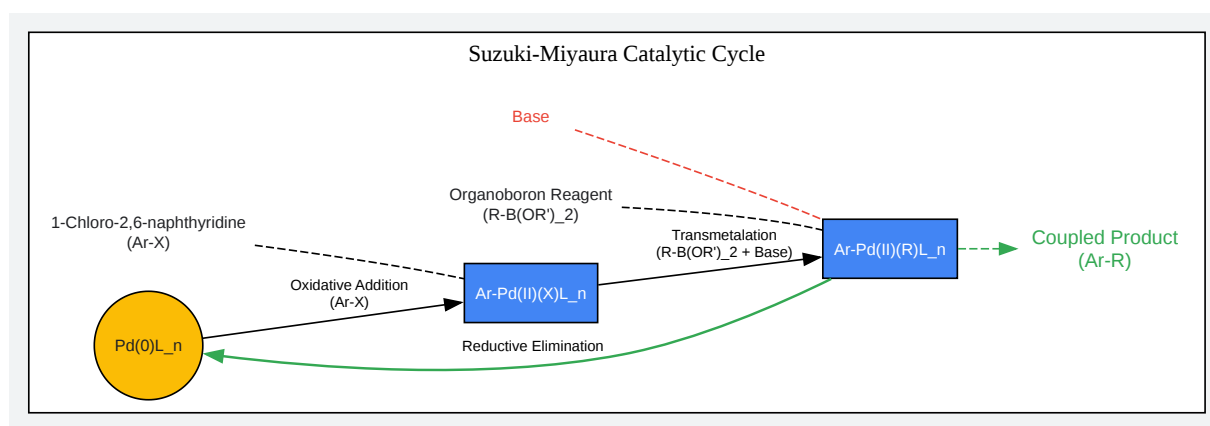 Suzuki-Miyaura Catalytic Cycle
Base
Organoboron Reagent
(R-B(OR')_2)
1-Chloro-2,6-naphthyridine
(Ar-X)
Transmetalation
(R-B(OR')_2 + Base)
Ar-Pd(II)(R)L_n
Coupled Product
(Ar-R)
Oxidative Addition
(Ar-X)
Ar-Pd(II)(X)L_n
Pd(0)L_n
Reductive Elimination